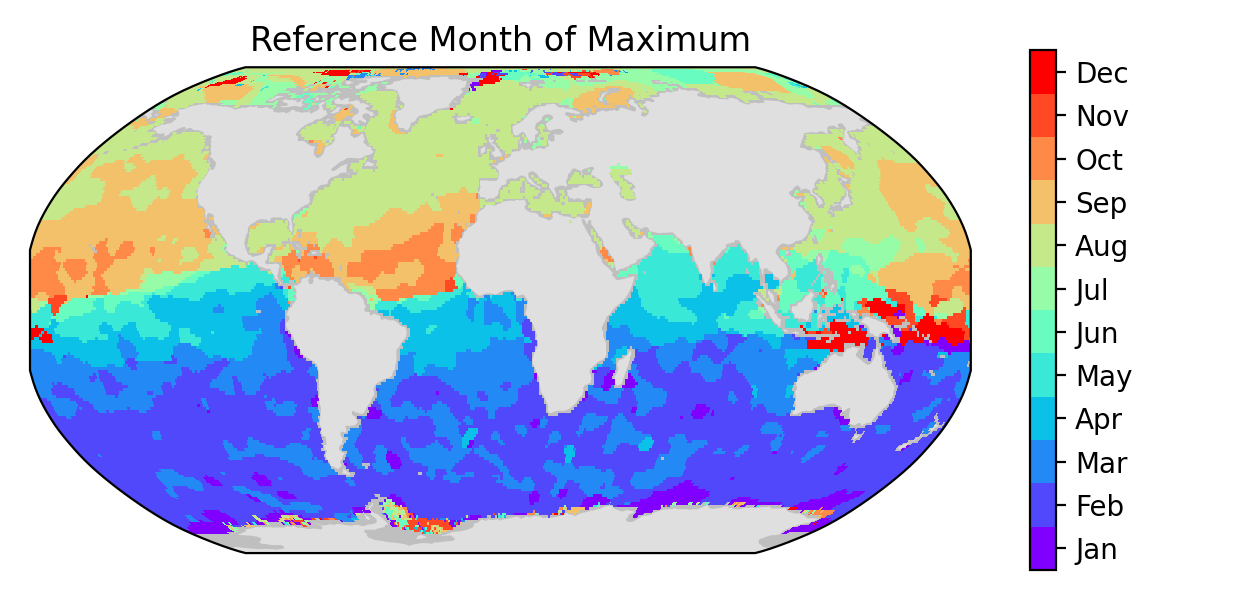 Reference Month of Maximum
Dec
Nov
Oct
Sep
Aug
Jul
Jun
May
Apr
Mar
Feb
Jan